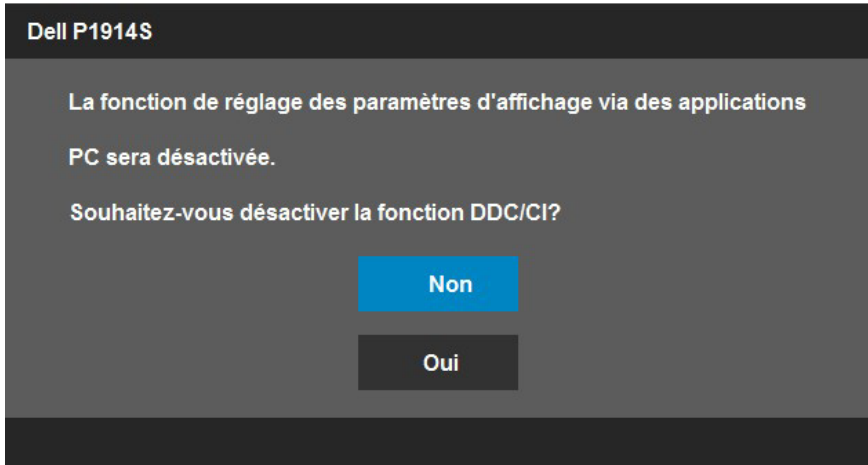 Dell P1914S
La fonction de réglage des paramètres d'affichage via des applications
PC sera désactivée.
Souhaitez-vous désactiver la fonction DDC/CI?
Non
Oui